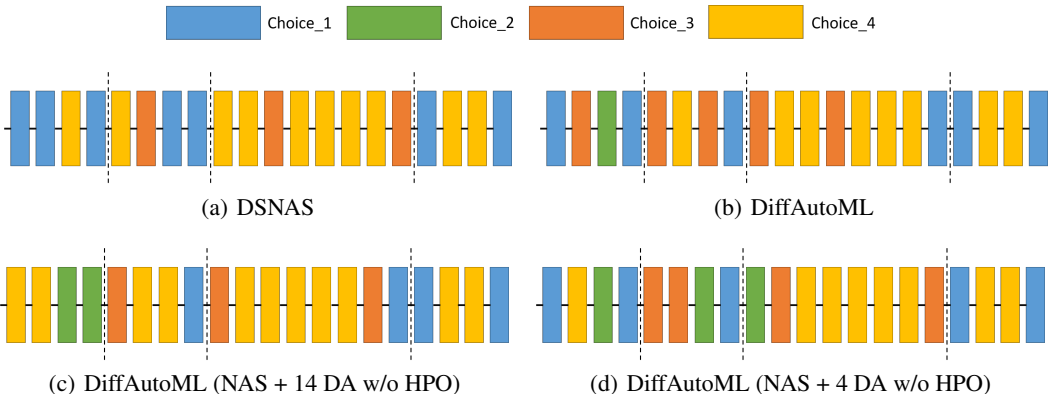 Choice_1 Choice_2 Choice_3 Choice_4
(a) DSNAS
(b) DiffAutoML
(c) DiffAutoML (NAS + 14 DA w/o HPO)
(d) DiffAutoML (NAS + 4 DA w/o HPO)